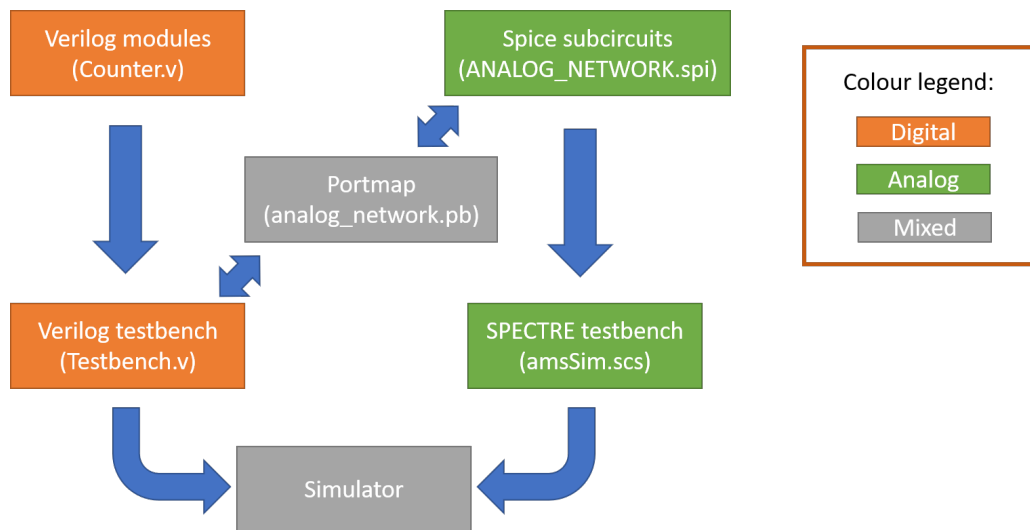 Verilog modules
(Counter.v)
Spice subcircuits
(ANALOG_NETWORK.spi)
Colour legend:
Digital
Analog
Mixed
Portmap
(analog_network.pb)
Verilog testbench
(Testbench.v)
SPECTRE testbench
(amsSim.scs)
Simulator